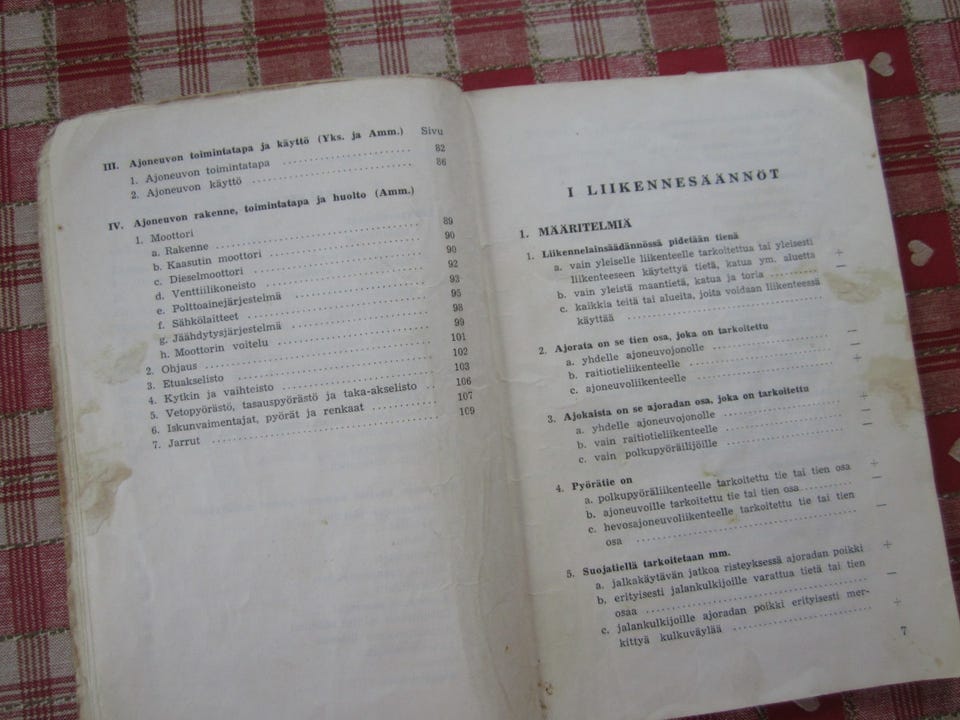 III. Ajoneuvon toimintatapa ja käyttö (Yks. ja Amm.) Sivu
1. Ajoneuvon toimintatapa ........ 82
2. Ajoneuvon käyttö ........ 86
IV. Ajoneuvon rakenne, toimintatapa ja huolto (Amm.)
1. Moottori
a. Rakenne ........ 89
b. Kaasutin moottori ........ 90
c. Dieselmoottori ........ 90
d. Venttiilikoneisto ........ 92
e. Polttoainejärjestelmä ........ 93
f. Sähkölaitteet ........ 95
g. Jäähdytysjärjestelmä ........ 98
h. Moottorin voitelu ........ 99
2. Ohjaus ........ 101
3. Etuakselisto ........ 102
4. Kytkin ja vaihteisto ........ 103
5. Vetopyörästö, tasauspyörästö ja taka-akselisto .. 106
6. Iskunvaimentajat, pyörät ja renkaat ........ 107
7. Jarrut ........ 109
I LIIKENNESÄÄNNÖT
1. MÄÄRITELMIÄ
1. Liikennelainsäädännössä pidetään tienä
a. vain yleiselle liikenteelle tarkoitettua tai yleisesti
liikenteeseen käytettyä tietä, katua ym. aluetta +
b. vain yleistä maantietä, katua ja toria ........ —
c. kaikkia teitä tai alueita, joita voidaan liikenteessä
käyttää ........
2. Ajorata on se tien osa, joka on tarkoitettu
a. yhdelle ajoneuvojonolle ........ —
b. raitiotieliikenteelle ........ —
c. ajoneuvoliikenteelle ........ +
3. Ajokaista on se ajoradan osa, joka on tarkoitettu
a. yhdelle ajoneuvojonolle ........ +
b. vain raitiotieliikenteelle ........ —
c. vain polkupyöräilijöille ........ —
4. Pyörätie on
a. polkupyöräliikenteelle tarkoitettu tie tai tien osa +
b. ajoneuvoille tarkoitettu tie tai tien osa ........ —
c. hevosajoneuvoliikenteelle tarkoitettu tie tai tien
osa ........ —
5. Suojatiellä tarkoitetaan mm.
a. jalkakäytävän jatkoa risteyksessä ajoradan poikki +
b. erityisesti jalankulkijoille varattua tietä tai tien
osaa ........ —
c. jalankulkijoille ajoradan poikki erityisesti mer-
kittyä kulkuväylää ........ +
7